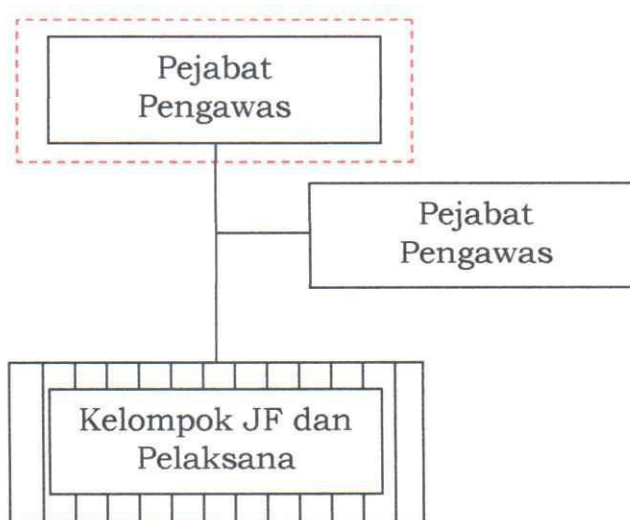 Pejabat
Pengawas
Pejabat
Pengawas
Kelompok JF dan
Pelaksana